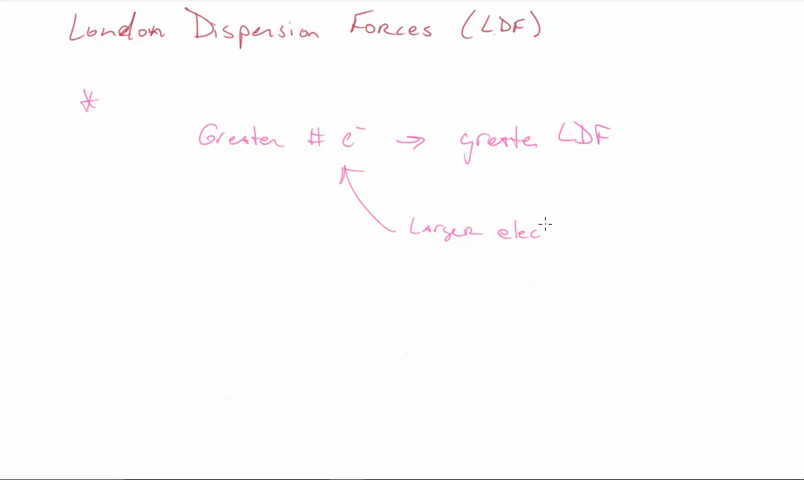 London Dispersion Forces (LDF)
*
Greater # e⁻ → greater LDF
Larger elec